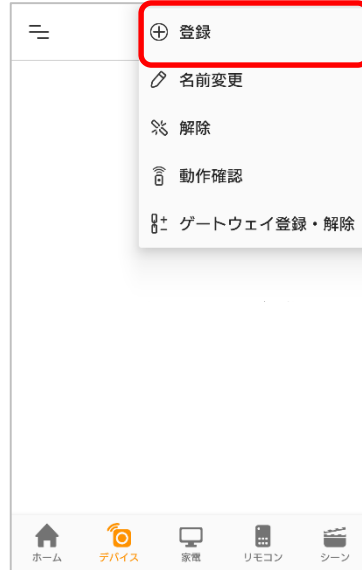 登録
名前変更
解除
動作確認
ゲートウェイ登録・解除
ホーム
デバイス
家電
リモコン
シーン